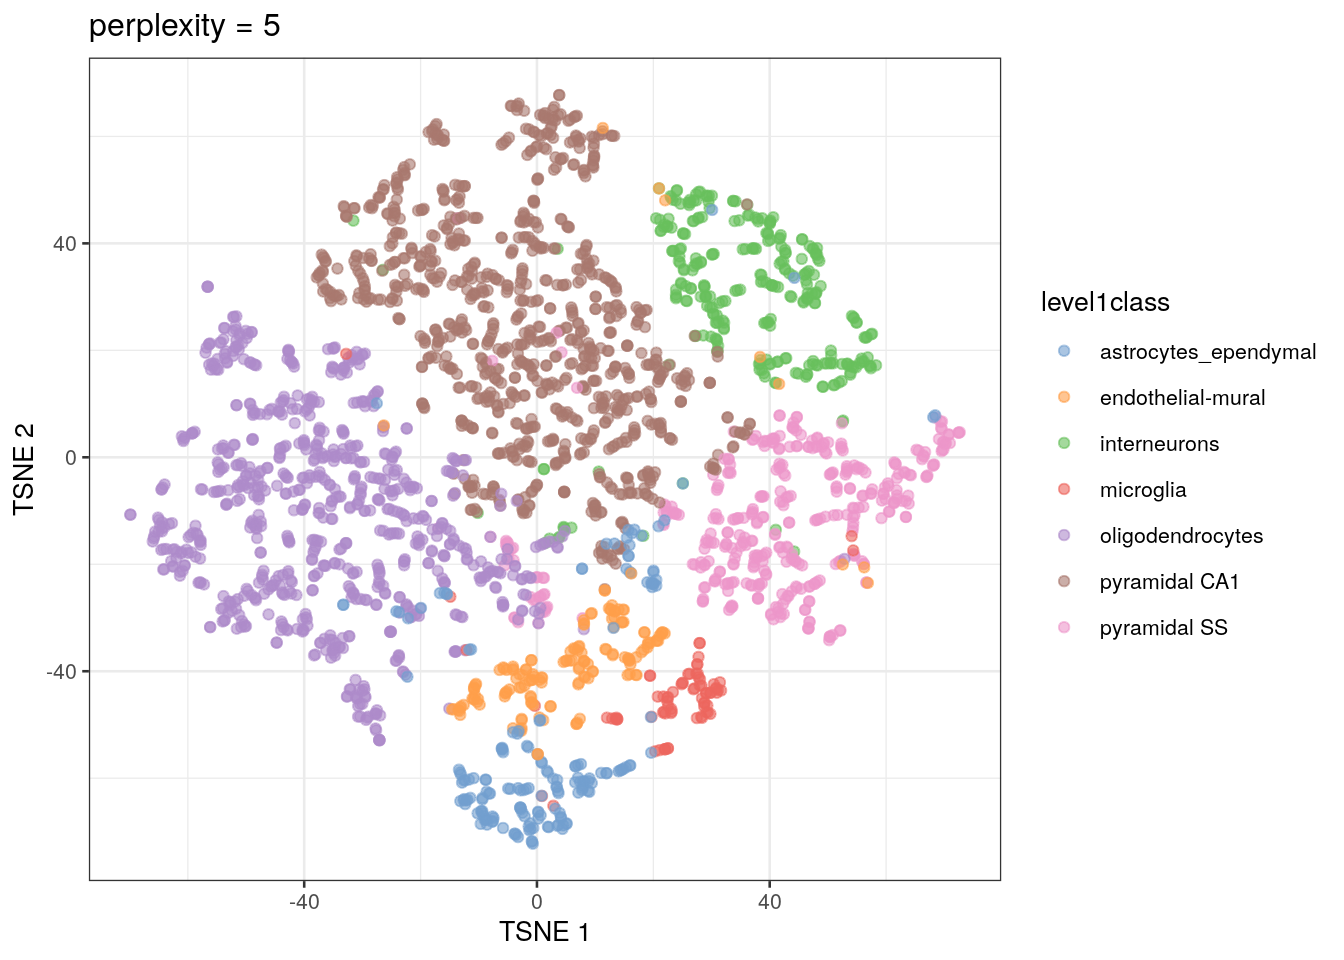 perplexity = 5
TSNE 2
40
0
-40
-40
0
40
TSNE 1
level1class
astrocytes_ependymal
endothelial-mural
interneurons
microglia
oligodendrocytes
pyramidal CA1
pyramidal SS